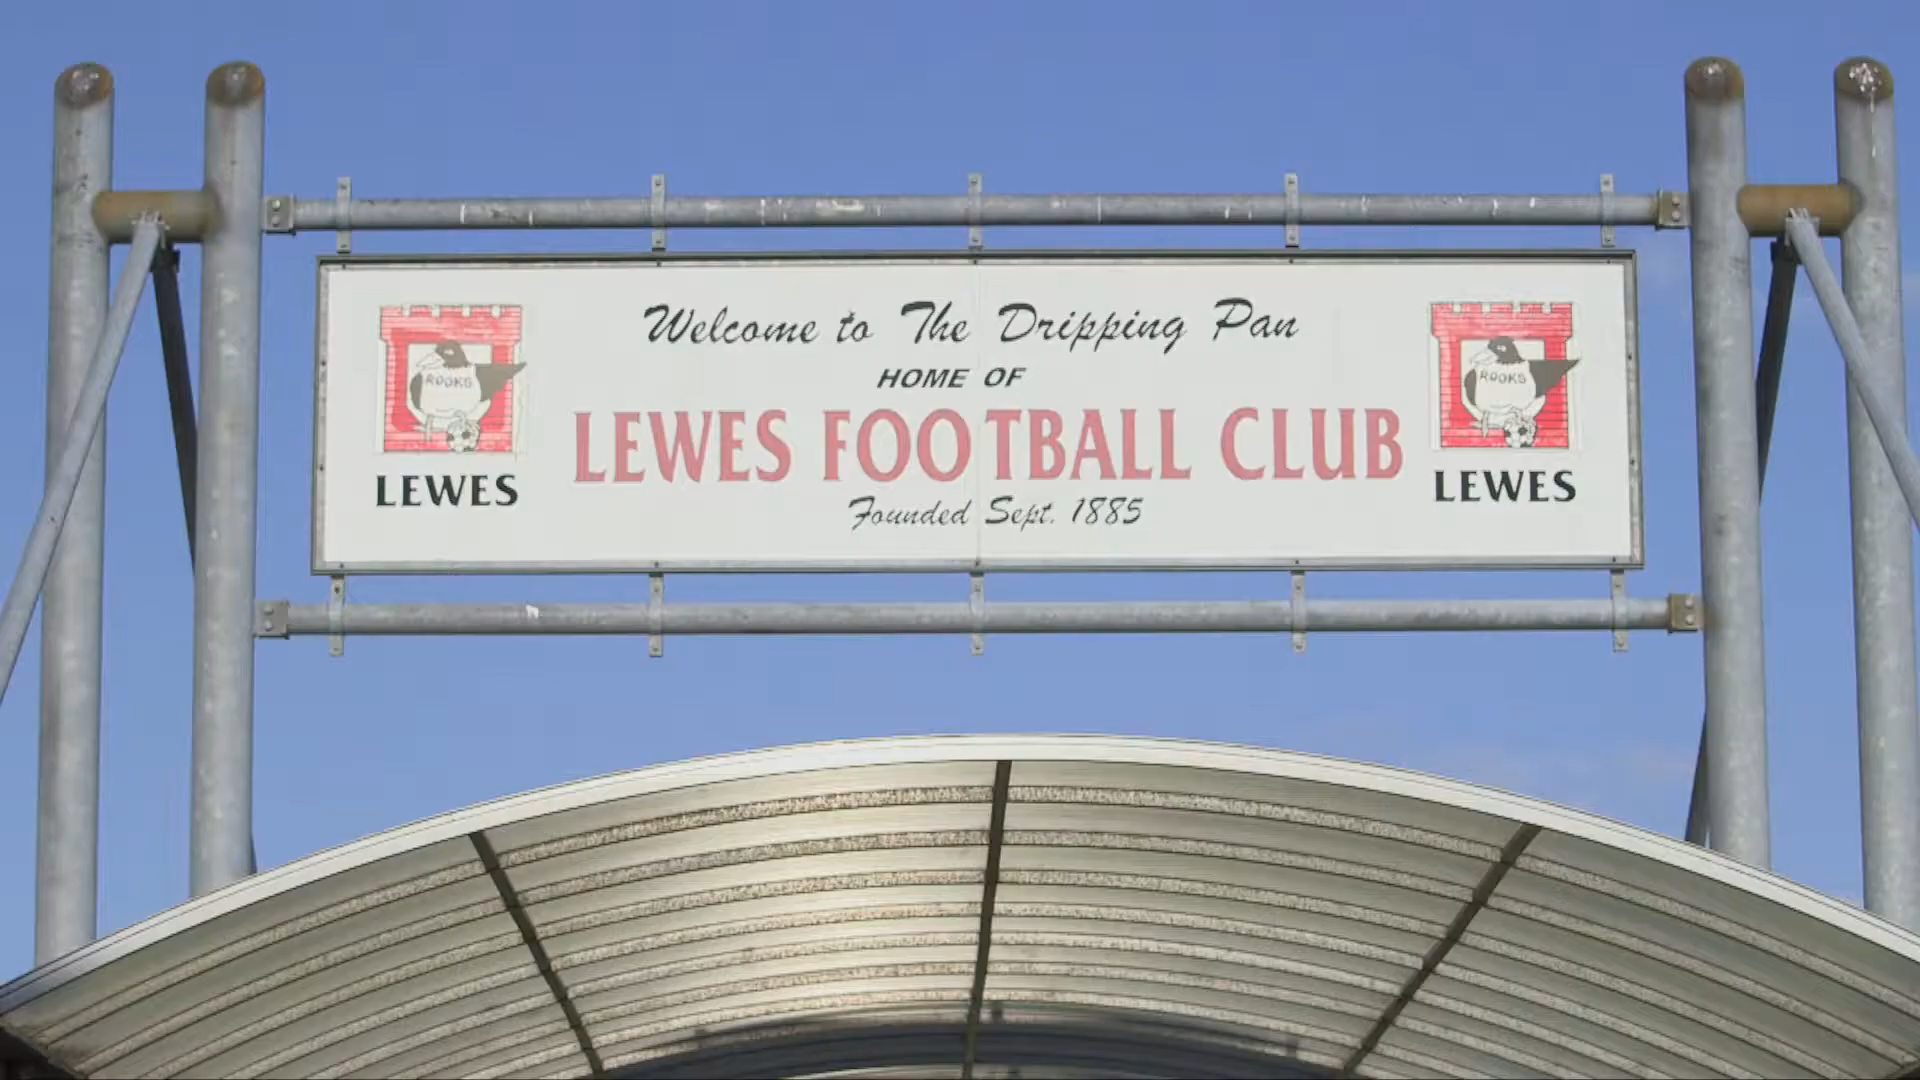 Welcome to The Dripping Pan
HOME OF
LEWES FOOTBALL CLUB
Founded Sept. 1885
ROOKS
LEWES
ROOKS
LEWES